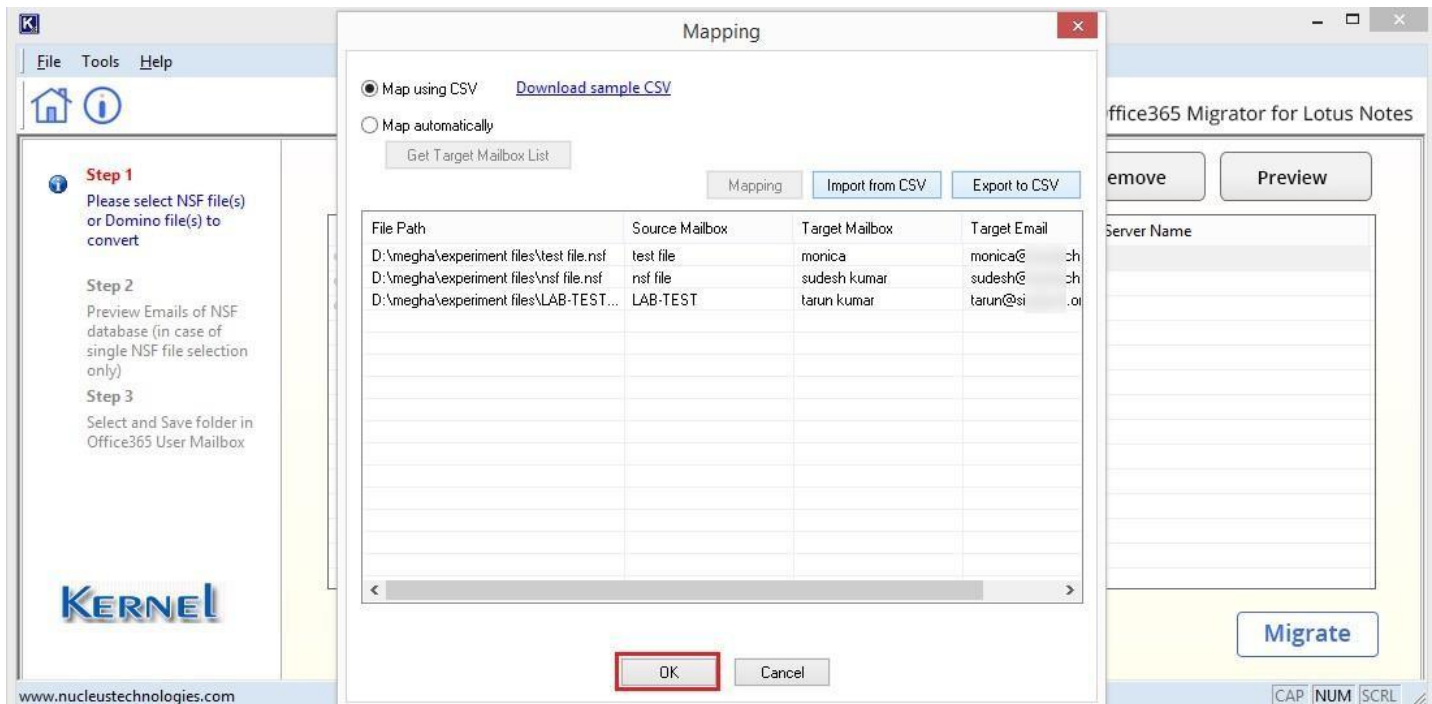 K
Mapping
File Tools Help
Map using CSV Download sample CSV
Map automatically
Get Target Mailbox List
ffice365 Migrator for Lotus Notes
Mapping Import from CSV Export to CSV
emove Preview
Step 1
Please select NSF file(s)
or Domino file(s) to
convert
Step 2
Preview Emails of NSF
database (in case of
single NSF file selection
only)
Step 3
Select and Save folder in
Office365 User Mailbox
File Path Source Mailbox Target Mailbox Target Email
D:\megha\experiment files\test file.nsf test file monica monica@ ch
D:\megha\experiment files\nsf file.nsf nsf file sudesh kumar sudesh@ ch
D:\megha\experiment files\LAB-TEST... LAB-TEST tarun kumar tarun@si
Server Name
KERNEL
Migrate
OK Cancel
www.nucleustechnologies.com
CAP NUM SCRL